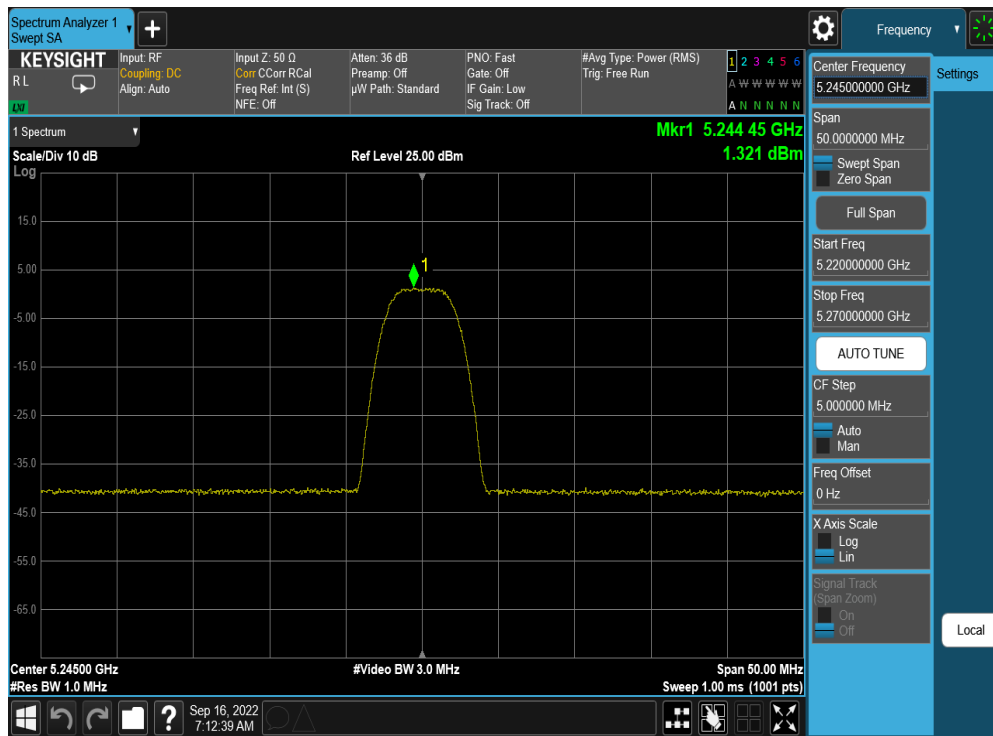 Spectrum Analyzer 1
Swept SA
Frequency
KEYSIGHT
R L
LNI
Input: RF
Coupling: DC
Align: Auto
Input Z: 50 Ω
Corr CCorr RCal
Freq Ref: Int (S)
NFE: Off
Atten: 36 dB
Preamp: Off
µW Path: Standard
PNO: Fast
Gate: Off
IF Gain: Low
Sig Track: Off
#Avg Type: Power (RMS)
Trig: Free Run
1 2 3 4 5 6
A W W W W W
A N N N N N
1 Spectrum
Scale/Div 10 dB
Log
Ref Level 25.00 dBm
Mkr1 5.244 45 GHz
1.321 dBm
15.0
5.00
-5.00
-15.0
-25.0
-35.0
-45.0
-55.0
-65.0
1
Center 5.24500 GHz
#Res BW 1.0 MHz
#Video BW 3.0 MHz
Span 50.00 MHz
Sweep 1.00 ms (1001 pts)
Center Frequency
5.245000000 GHz
Settings
Span
50.0000000 MHz
Swept Span
Zero Span
Full Span
Start Freq
5.220000000 GHz
Stop Freq
5.270000000 GHz
AUTO TUNE
CF Step
5.000000 MHz
Auto
Man
Freq Offset
0 Hz
X Axis Scale
Log
Lin
Signal Track
(Span Zoom)
On
Off
Local
?
Sep 16, 2022
7:12:39 AM